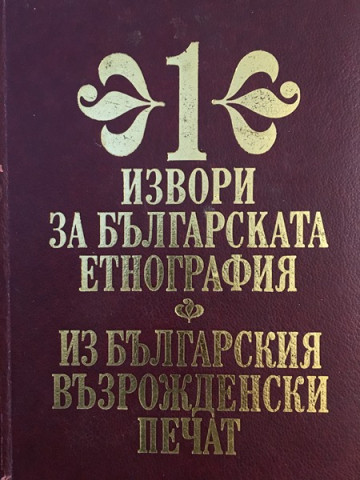 1
ИЗВОРИ
ЗА БЪЛГАРСКАТА
ЕТНОГРАФИЯ
ИЗ БЪЛГАРСКИЯ
ВЪЗРОЖДЕНСКИ
ПЕЧАТ